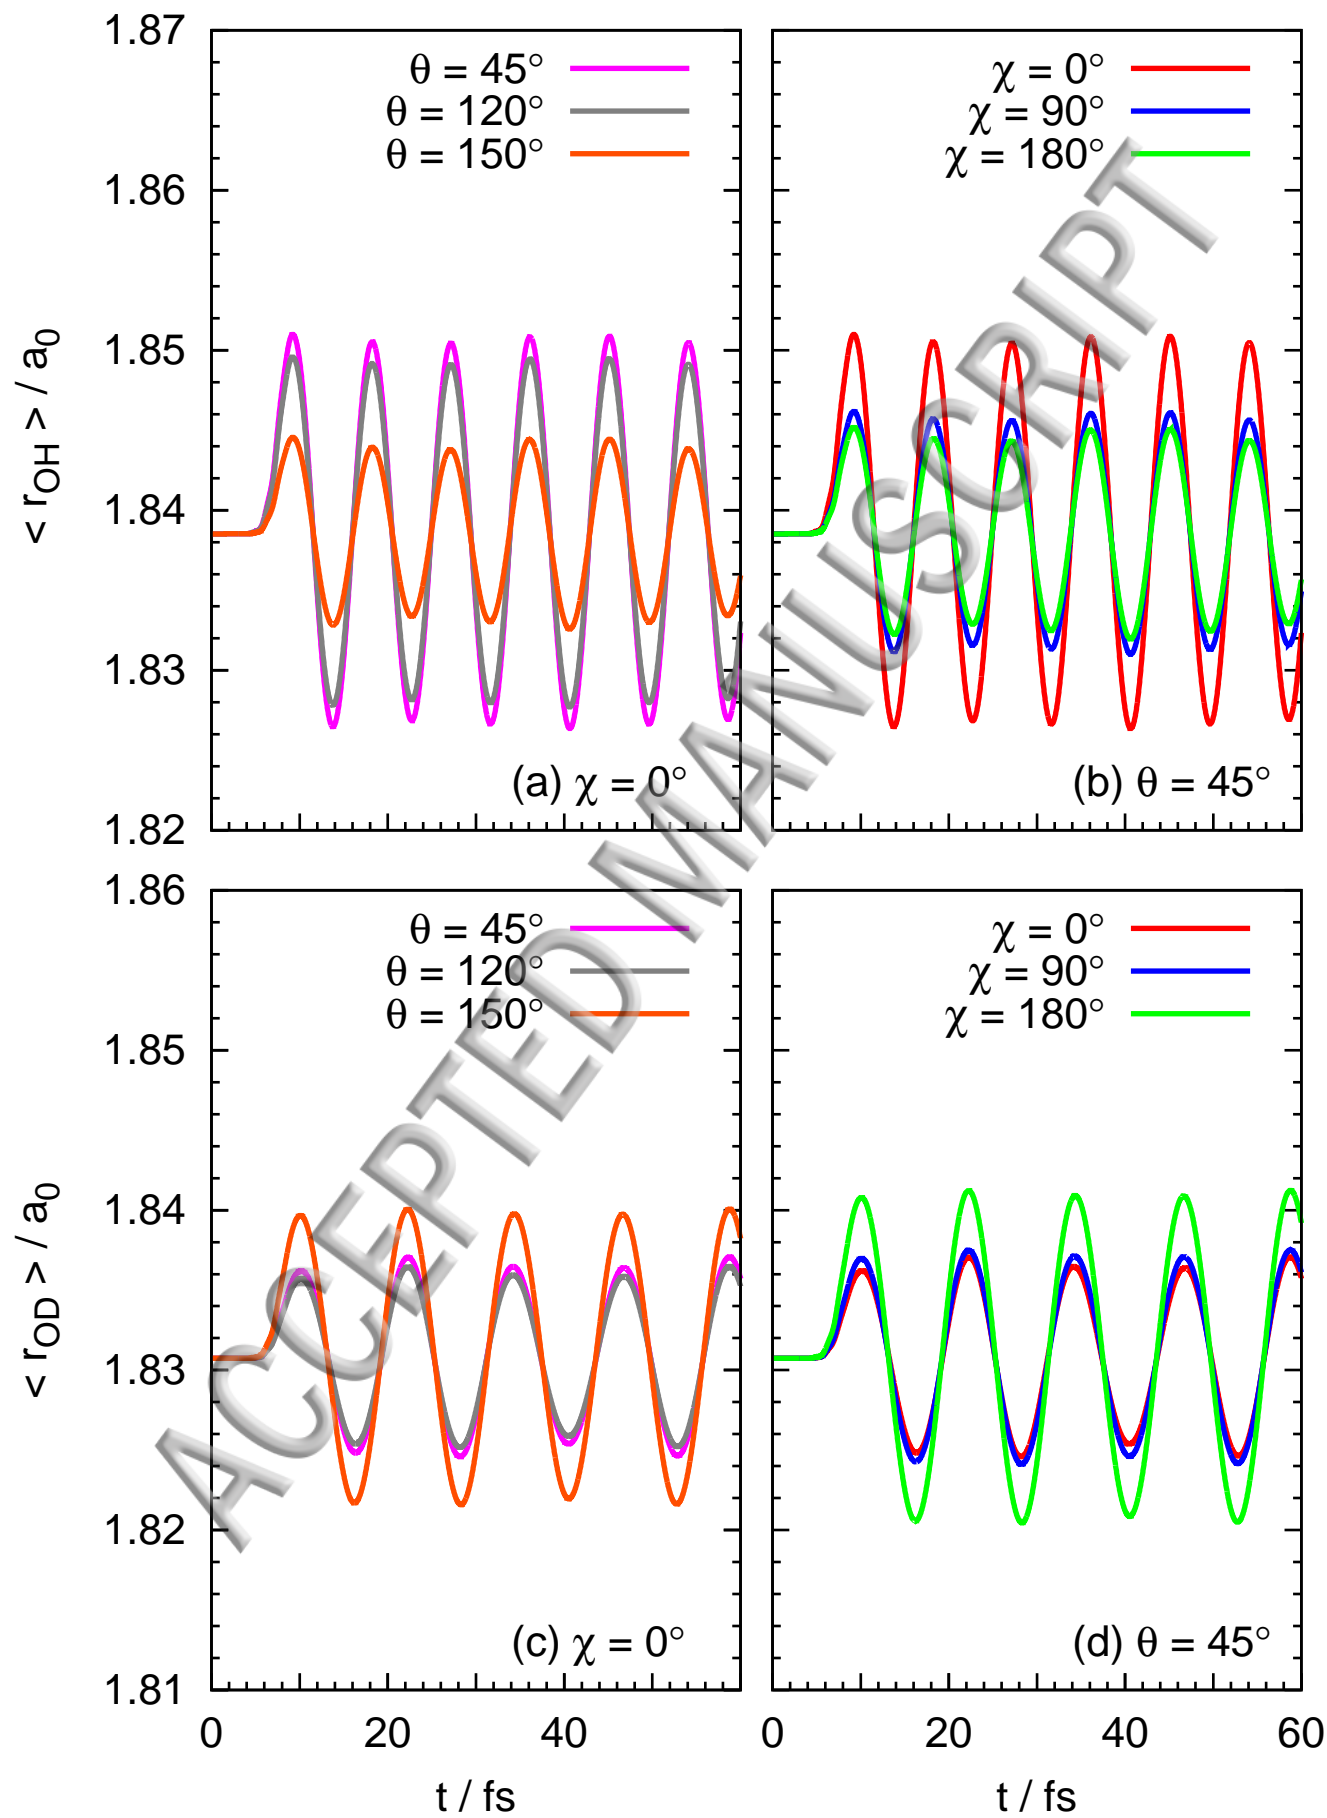 1.87
1.86
1.85
1.84
1.83
1.82
< r_OH > / a_0
θ = 45°
θ = 120°
θ = 150°
(a) χ = 0°
χ = 0°
χ = 90°
χ = 180°
(b) θ = 45°
1.86
1.85
1.84
1.83
1.82
1.81
< r_OD > / a_0
θ = 45°
θ = 120°
θ = 150°
(c) χ = 0°
χ = 0°
χ = 90°
χ = 180°
(d) θ = 45°
0 20 40
0 20 40 60
t / fs
t / fs
ACCEPTED MANUSCRIPT